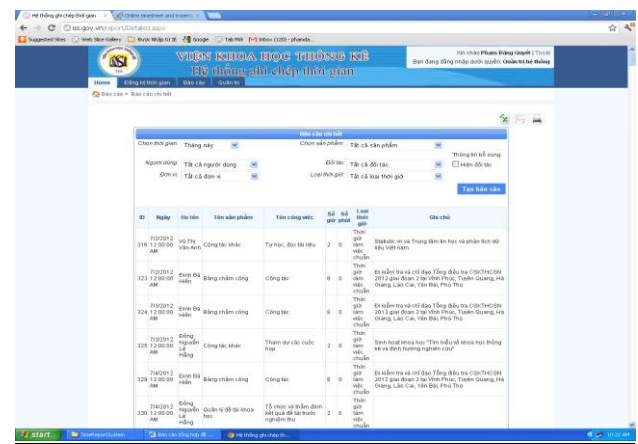 Hệ thống ghi chép thời gian
Online timesheet and expens
iss.gov.vn/report/Detailed.aspx
Suggested Sites
Web Slice Gallery
Được Nhập từ IE
Google
Tab Mới
Inbox (120) - phamda...
VIỆN KHOA HỌC THỐNG KÊ
Hệ thống ghi chép thời gian
Xin chào Phạm Đăng Quyết | Thoát
Bạn đang đăng nhập dưới quyền: Quản trị hệ thống
ISSI
Home Đăng ký thời gian Báo cáo Quản trị
Báo cáo Báo cáo chi tiết
Báo cáo chi tiết
Chọn thời gian Tháng này Chọn sản phẩm Tất cả sản phẩm
Thông tin bổ sung
Người dùng Tất cả người dùng Đối tác Tất cả đối tác Hiện đối tác
Đơn vị Tất cả đơn vị Loại thời giờ Tất cả loại thời giờ
Tạo báo cáo
ID Ngày Họ tên Tên sản phẩm Tên công việc Số giờ Số phút Loại thời giờ Ghi chú
318 7/3/2012 12:00:00 AM Vũ Thị Vân Anh Công tác khác Tự học, đọc tài liệu 2 0 Thời giờ làm việc chuẩn Statistic.vn và Trung tâm tin học và phân tích dữ liệu Việt nam
323 7/2/2012 12:00:00 AM Đinh Bá Hiến Bảng chấm công Công tác 8 0 Thời giờ làm việc chuẩn Đi kiểm tra và chỉ đạo Tổng điều tra CSKTHCSN 2012 giai đoạn 2 tại Vĩnh Phúc, Tuyên Quang, Hà Giang, Lào Cai, Yên Bái, Phú Thọ
324 7/3/2012 12:00:00 AM Đinh Bá Hiến Bảng chấm công Công tác 8 0 Thời giờ làm việc chuẩn Đi kiểm tra và chỉ đạo Tổng điều tra CSKTHCSN 2012 giai đoạn 2 tại Vĩnh Phúc, Tuyên Quang, Hà Giang, Lào Cai, Yên Bái, Phú Thọ
325 7/3/2012 12:00:00 AM Đồng Nguyễn Lê Hằng Công tác khác Tham dự các cuộc họp 2 0 Thời giờ làm việc chuẩn Sinh hoạt khoa học "Tìm hiểu về khoa học thống kê và định hướng nghiên cứu"
328 7/4/2012 12:00:00 AM Đinh Bá Hiến Bảng chấm công Công tác 8 0 Thời giờ làm việc chuẩn Đi kiểm tra và chỉ đạo Tổng điều tra CSKTHCSN 2012 giai đoạn 2 tại Vĩnh Phúc, Tuyên Quang, Hà Giang, Lào Cai, Yên Bái, Phú Thọ
330 7/4/2012 12:00:00 AM Đồng Nguyễn Lê Hằng Quản lý đề tài khoa học Tổ chức và thẩm định kết quả đề tài trước nghiệm thu 2 0 Thời giờ làm việc chuẩn
start
TimeReportSystem
Báo cáo tổng hợp đề ...
Hệ thống ghi chép th...
10:22 AM